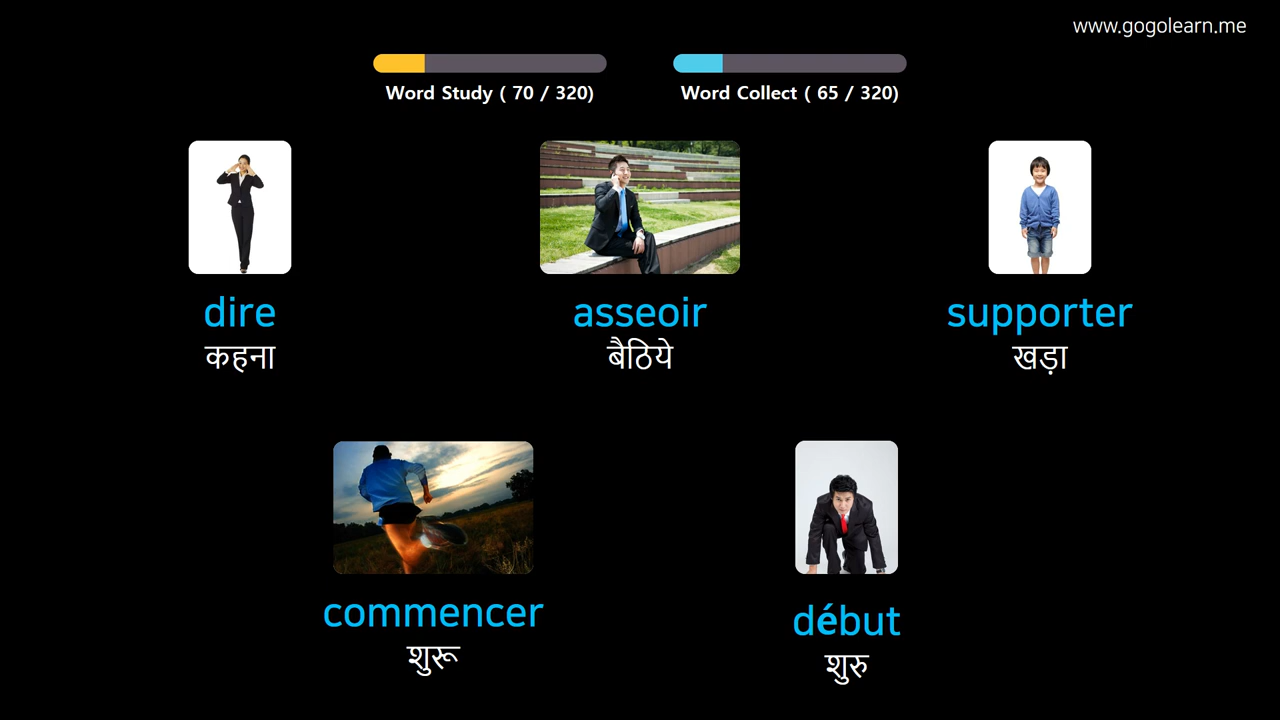 www.gogolearn.me
Word Study ( 70 / 320)
Word Collect ( 65 / 320)
dire
कहना
asseoir
बैठिये
supporter
खड़ा
commencer
शुरू
début
शुरु